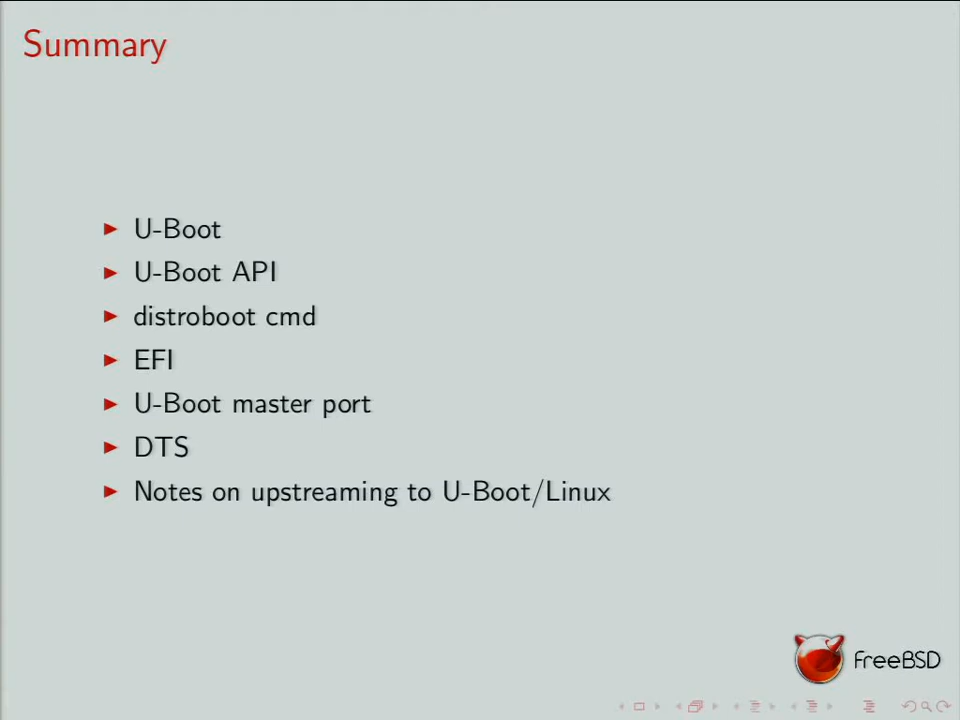 Summary
U-Boot
U-Boot API
distroboot cmd
EFI
U-Boot master port
DTS
Notes on upstreaming to U-Boot/Linux
FreeBSD